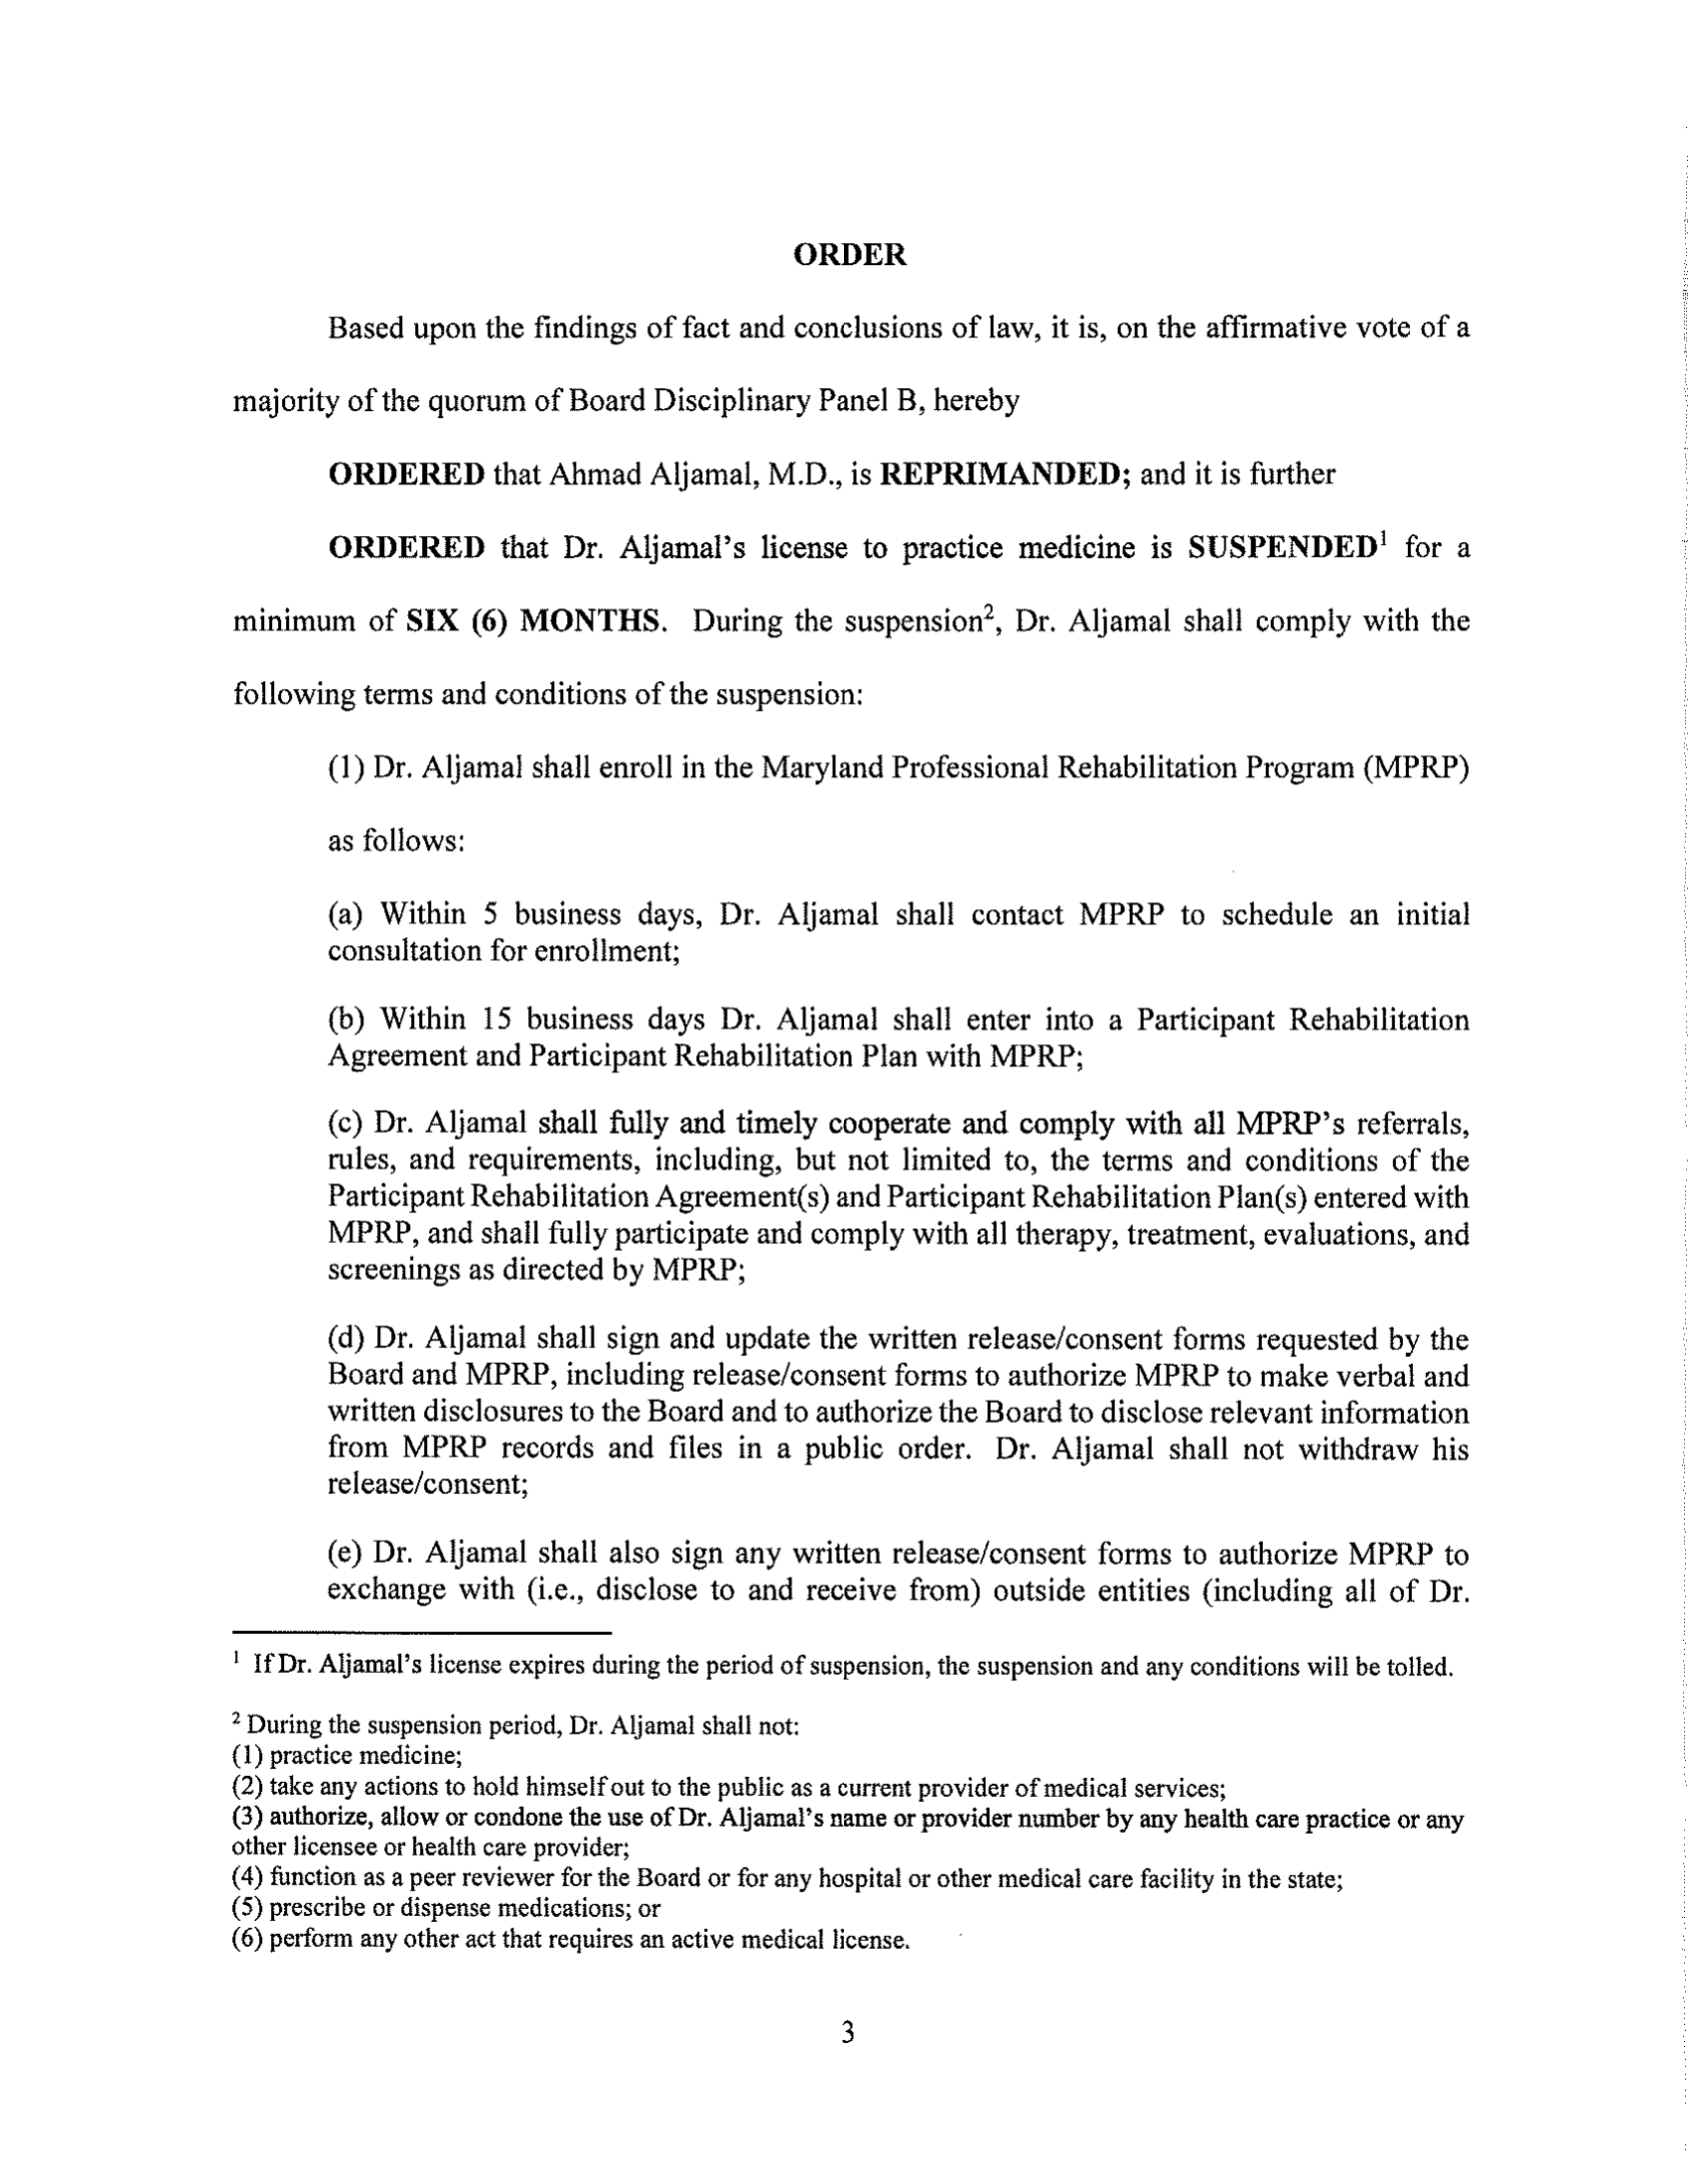 ORDER
Based upon the findings of fact and conclusions of law, it is, on the affirmative vote of a
majority of the quorum of Board Disciplinary Panel B, hereby
ORDERED that Ahmad Aljamal, M.D., is REPRIMANDED; and it is further
ORDERED that Dr. Aljamal's license to practice medicine is SUSPENDED¹ for a
minimum of SIX (6) MONTHS. During the suspension², Dr. Aljamal shall comply with the
following terms and conditions of the suspension:
(1) Dr. Aljamal shall enroll in the Maryland Professional Rehabilitation Program (MPRP)
as follows:
(a) Within 5 business days, Dr. Aljamal shall contact MPRP to schedule an initial
consultation for enrollment;
(b) Within 15 business days Dr. Aljamal shall enter into a Participant Rehabilitation
Agreement and Participant Rehabilitation Plan with MPRP;
(c) Dr. Aljamal shall fully and timely cooperate and comply with all MPRP's referrals,
rules, and requirements, including, but not limited to, the terms and conditions of the
Participant Rehabilitation Agreement(s) and Participant Rehabilitation Plan(s) entered with
MPRP, and shall fully participate and comply with all therapy, treatment, evaluations, and
screenings as directed by MPRP;
(d) Dr. Aljamal shall sign and update the written release/consent forms requested by the
Board and MPRP, including release/consent forms to authorize MPRP to make verbal and
written disclosures to the Board and to authorize the Board to disclose relevant information
from MPRP records and files in a public order. Dr. Aljamal shall not withdraw his
release/consent;
(e) Dr. Aljamal shall also sign any written release/consent forms to authorize MPRP to
exchange with (i.e., disclose to and receive from) outside entities (including all of Dr.
¹ If Dr. Aljamal's license expires during the period of suspension, the suspension and any conditions will be tolled.
² During the suspension period, Dr. Aljamal shall not:
(1) practice medicine;
(2) take any actions to hold himself out to the public as a current provider of medical services;
(3) authorize, allow or condone the use of Dr. Aljamal's name or provider number by any health care practice or any
other licensee or health care provider;
(4) function as a peer reviewer for the Board or for any hospital or other medical care facility in the state;
(5) prescribe or dispense medications; or
(6) perform any other act that requires an active medical license.
3